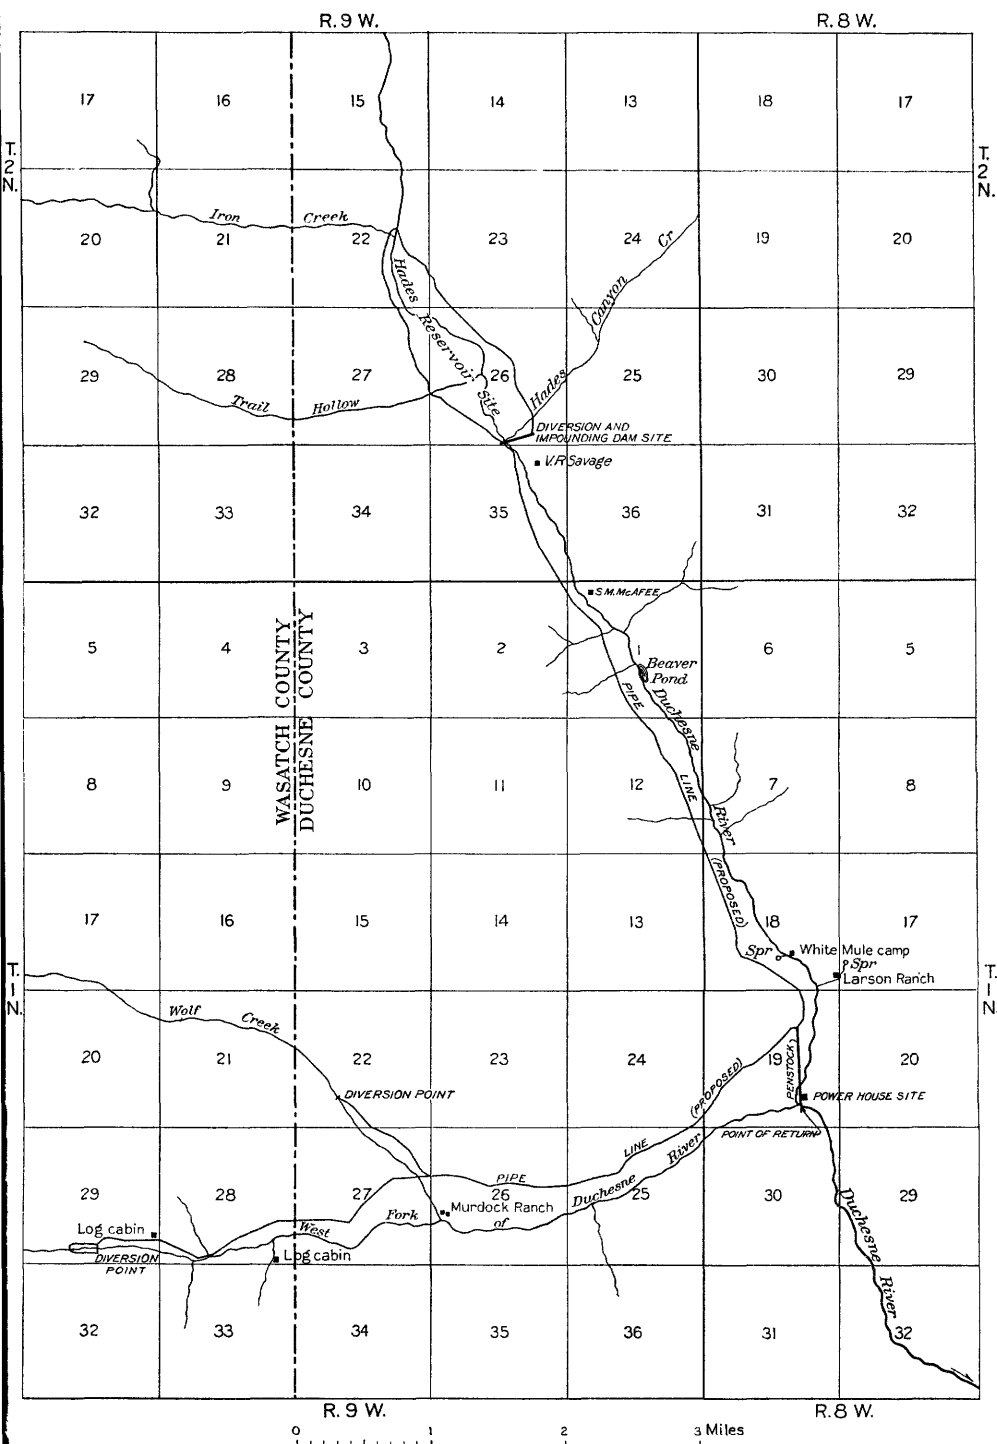 R. 9 W. R. 8 W.
17 16 15 14 13 18 17
T. 2 N. T. 2 N.
Iron Creek
20 21 22 23 24 19 20
Hades Canyon Cr
Hades Reservoir Site
29 28 27 26 25 30 29
Trail Hollow
DIVERSION AND
IMPOUNDING DAM SITE
V.R Savage
32 33 34 35 36 31 32
S.M. McAFEE
WASATCH COUNTY
DUCHESNE COUNTY
5 4 3 2 1 6 5
Beaver
Pond
PIPE LINE (PROPOSED)
Duchesne River
8 9 10 11 12 7 8
17 16 15 14 13 18 17
Spr White Mule camp
Spr
Larson Ranch
T. 1 N. T. 1 N.
Wolf Creek
20 21 22 23 24 19 20
DIVERSION POINT
PENSTOCK
POWER HOUSE SITE
POINT OF RETURN
PIPE LINE (PROPOSED)
29 28 27 26 25 30 29
West Fork of Duchesne River
Murdock Ranch
Log cabin
Log cabin
DIVERSION
POINT
Duchesne River
32 33 34 35 36 31 32
R. 9 W. R. 8 W.
0 1 2 3 Miles